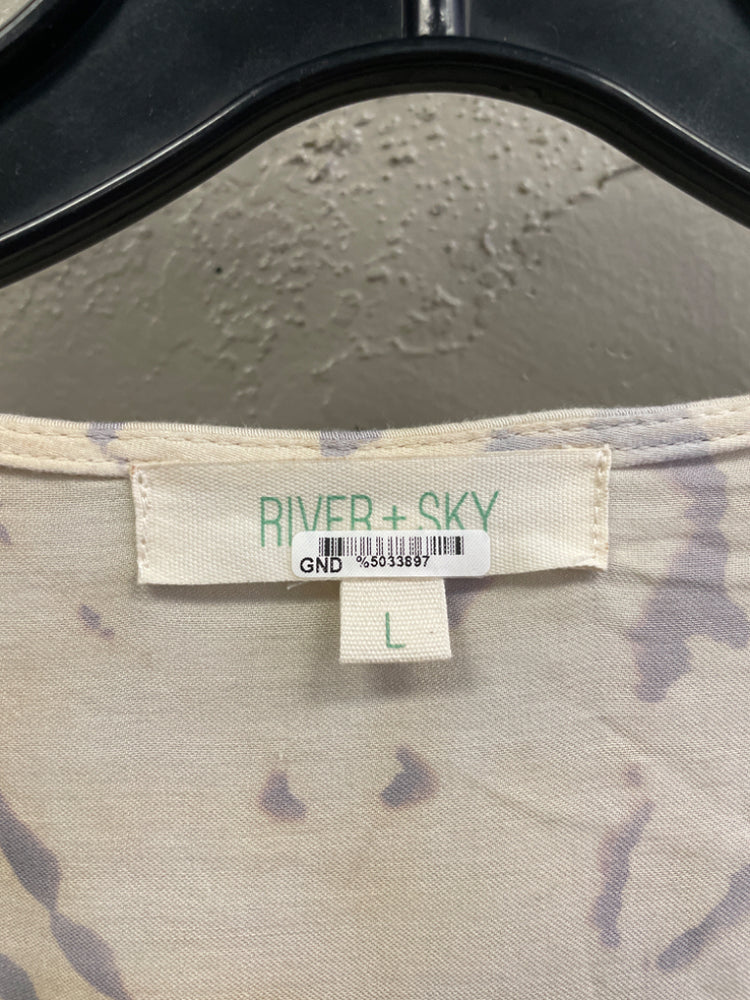 RIVER + SKY
GND %5033897
L